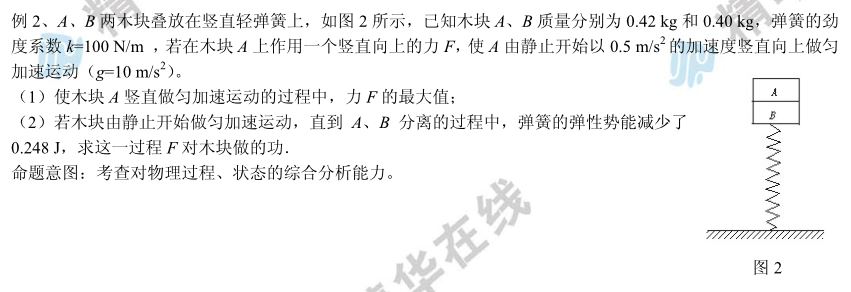 例 2、A、B 两木块叠放在竖直轻弹簧上，如图 2 所示，已知木块 A、B 质量分别为 0.42 kg 和 0.40 kg，弹簧的劲
度系数 k=100 N/m ，若在木块 A 上作用一个竖直向上的力 F，使 A 由静止开始以 0.5 m/s² 的加速度竖直向上做匀
加速运动（g=10 m/s²）。
（1）使木块 A 竖直做匀加速运动的过程中，力 F 的最大值；
（2）若木块由静止开始做匀加速运动，直到 A、B 分离的过程中，弹簧的弹性势能减少了
0.248 J，求这一过程 F 对木块做的功．
命题意图：考查对物理过程、状态的综合分析能力。
A
B
图 2
华在线